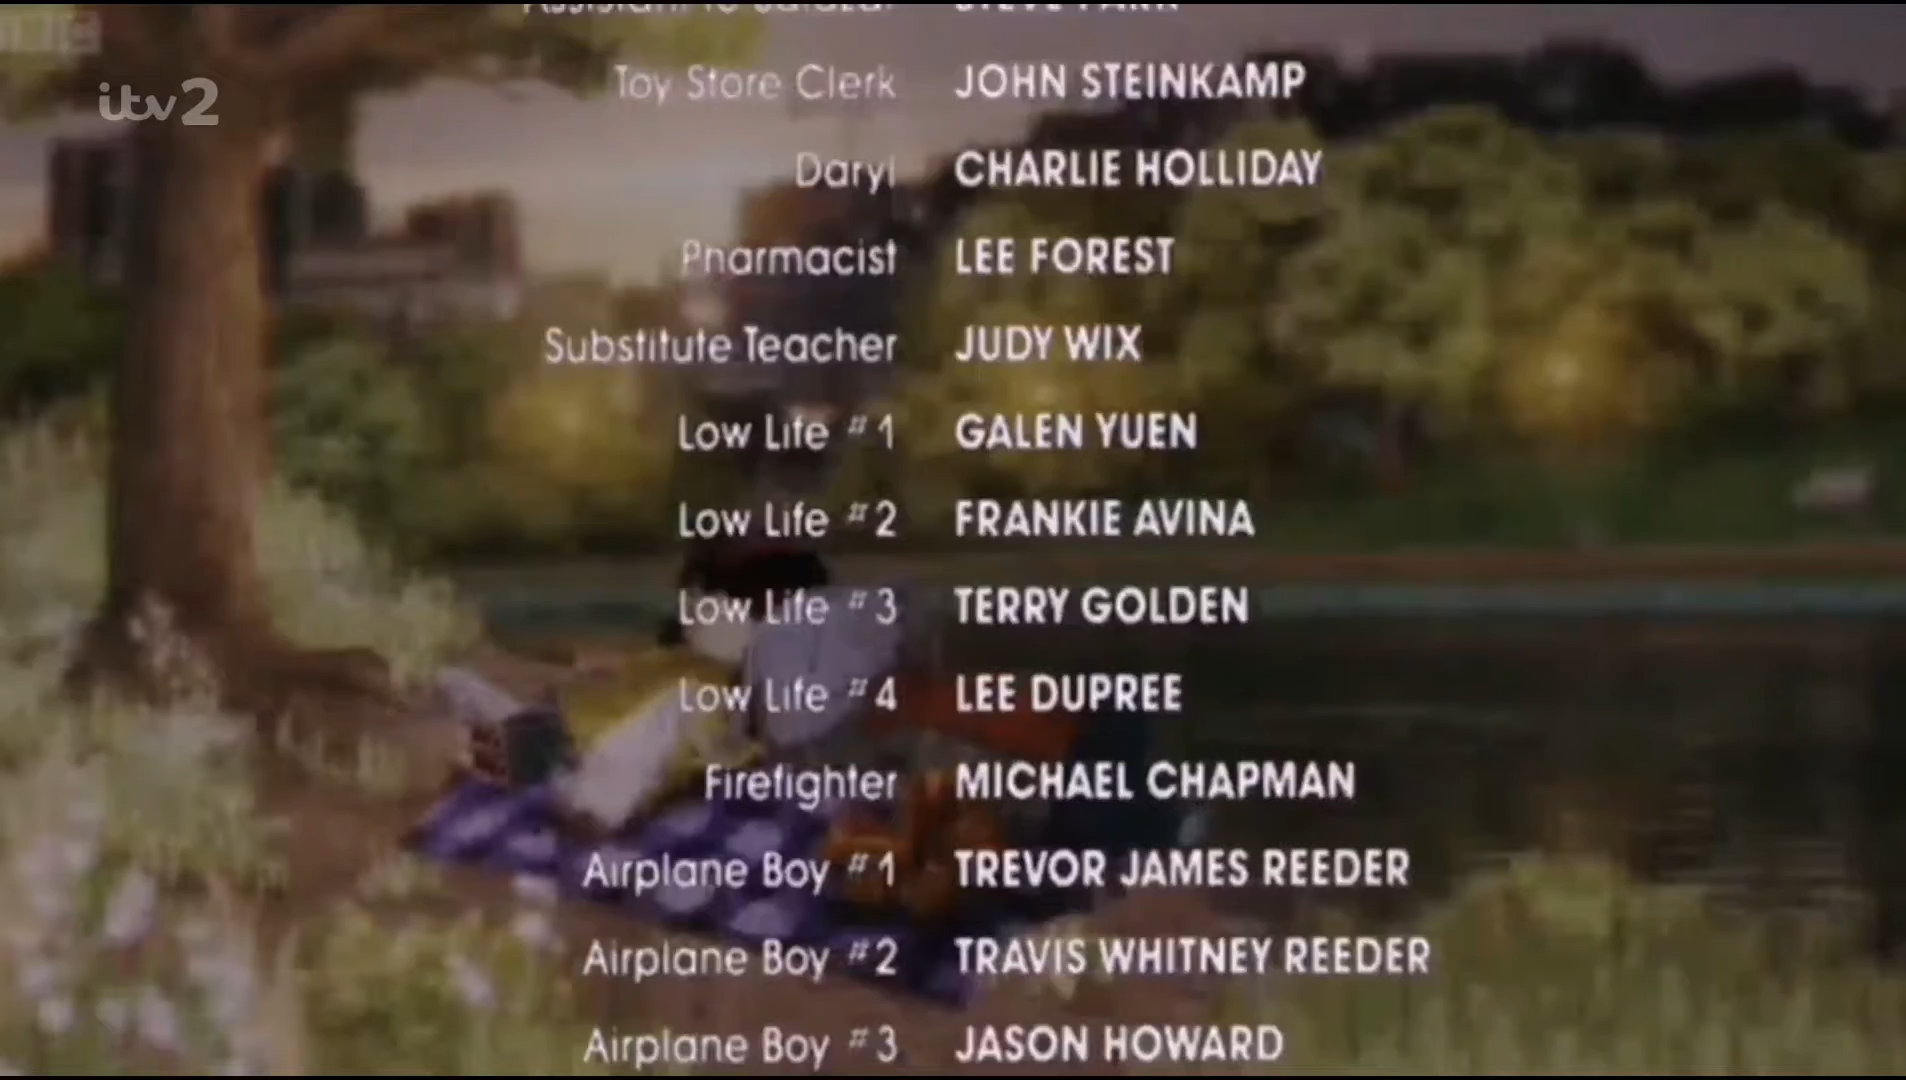 itv2
Toy Store Clerk JOHN STEINKAMP
Daryl CHARLIE HOLLIDAY
Pharmacist LEE FOREST
Substitute Teacher JUDY WIX
Low Life #1 GALEN YUEN
Low Life #2 FRANKIE AVINA
Low Life #3 TERRY GOLDEN
Low Life #4 LEE DUPREE
Firefighter MICHAEL CHAPMAN
Airplane Boy #1 TREVOR JAMES REEDER
Airplane Boy #2 TRAVIS WHITNEY REEDER
Airplane Boy #3 JASON HOWARD